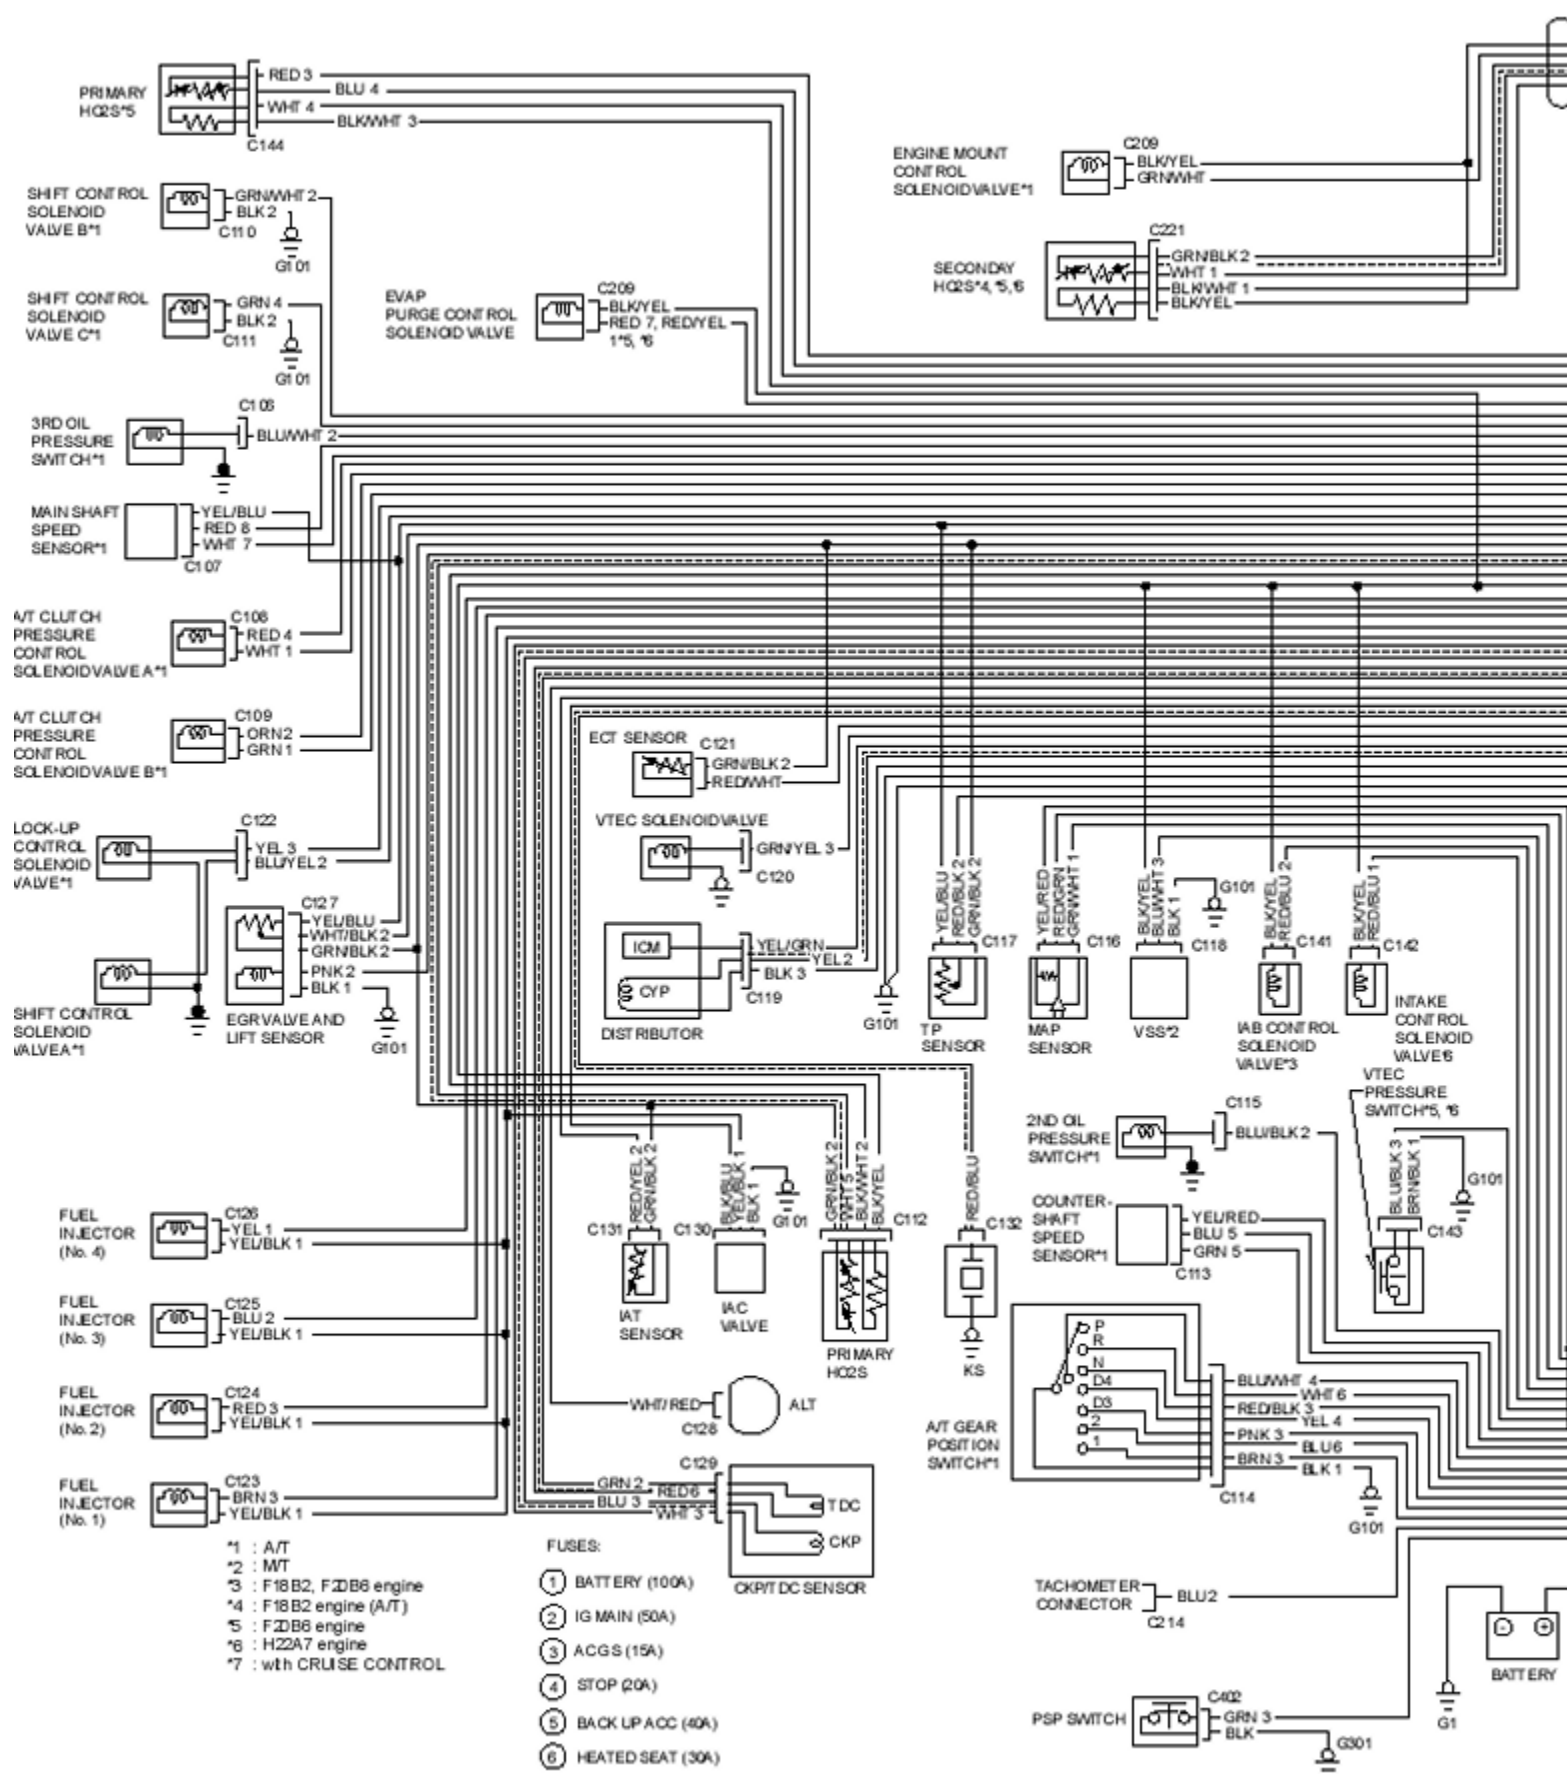 PRIMARY
HO2S*5
RED 3
BLU 4
WHT 4
BLK/WHT 3
C144
SHIFT CONTROL
SOLENOID
VALVE B*1
GRN/WHT 2
BLK 2
C110
G101
SHIFT CONTROL
SOLENOID
VALVE C*1
GRN 4
BLK 2
C111
G101
EVAP
PURGE CONTROL
SOLENOID VALVE
C209
BLK/YEL
RED 7, RED/YEL
1*5, *6
ENGINE MOUNT
CONTROL
SOLENOID VALVE*1
C209
BLK/YEL
GRN/WHT
SECONDAY
HO2S*4, *5, *6
C221
GRN/BLK 2
WHT 1
BLK/WHT 1
BLK/YEL
3RD OIL
PRESSURE
SWITCH*1
C106
BLU/WHT 2
MAIN SHAFT
SPEED
SENSOR*1
YEL/BLU
RED 8
WHT 7
C107
A/T CLUTCH
PRESSURE
CONTROL
SOLENOID VALVE A*1
C108
RED 4
WHT 1
A/T CLUTCH
PRESSURE
CONTROL
SOLENOID VALVE B*1
C109
ORN 2
GRN 1
LOCK-UP
CONTROL
SOLENOID
VALVE*1
C122
YEL 3
BLU/YEL 2
SHIFT CONTROL
SOLENOID
VALVE A*1
C127
YEL/BLU
WHT/BLK 2
GRN/BLK 2
PNK 2
BLK 1
EGR VALVE AND
LIFT SENSOR
G101
ECT SENSOR
C121
GRN/BLK 2
RED/WHT
VTEC SOLENOID VALVE
GRN/YEL 3
C120
ICM
CYP
DISTRIBUTOR
YEL/GRN
YEL 2
BLK 3
C119
G101
YEL/BLU
RED/BLK 2
GRN/BLK 2
C117
TP
SENSOR
YEL/RED
RED/GRN
GRN/WHT 1
C116
MAP
SENSOR
BLK/YEL
BLU/WHT 3
BLK 1
G101
C118
VSS*2
BLK/YEL
RED/BLU 2
C141
IAB CONTROL
SOLENOID
VALVE*3
BLK/YEL
RED/BLU 1
C142
INTAKE
CONTROL
SOLENOID
VALVE*6
VTEC
PRESSURE
SWITCH*5, *6
BLU/BLK 3
BRN/BLK 1
G101
C143
2ND OIL
PRESSURE
SWITCH*1
C115
BLU/BLK 2
COUNTER-
SHAFT
SPEED
SENSOR*1
YEL/RED
BLU 5
GRN 5
C113
FUEL
INJECTOR
(No. 4)
C126
YEL 1
YEL/BLK 1
FUEL
INJECTOR
(No. 3)
C125
BLU 2
YEL/BLK 1
FUEL
INJECTOR
(No. 2)
C124
RED 3
YEL/BLK 1
FUEL
INJECTOR
(No. 1)
C123
BRN 3
YEL/BLK 1
RED/YEL 2
GRN/BLK 2
C131
IAT
SENSOR
BLK/BLU
YEL/BLK 1
BLK 1
G101
C130
IAC
VALVE
GRN/BLK 2
WHT 5
BLK/WHT 2
BLK/YEL
C112
PRIMARY
HO2S
RED/BLU
C132
KS
WHT/RED
C128
ALT
C129
GRN 2
RED 6
BLU 3
WHT 3
TDC
CKP
CKP/TDC SENSOR
A/T GEAR
POSITION
SWITCH*1
P
R
N
D4
D3
2
1
BLU/WHT 4
WHT 6
RED/BLK 3
YEL 4
PNK 3
BLU 6
BRN 3
BLK 1
C114
G101
TACHOMETER
CONNECTOR
BLU 2
C214
BATTERY
- +
G1
PSP SWITCH
C402
GRN 3
BLK
G301
*1 : A/T
*2 : M/T
*3 : F18B2, F20B6 engine
*4 : F18B2 engine (A/T)
*5 : F20B6 engine
*6 : H22A7 engine
*7 : with CRUISE CONTROL
FUSES:
1 BATTERY (100A)
2 IG MAIN (50A)
3 ACGS (15A)
4 STOP (20A)
5 BACK UP ACC (40A)
6 HEATED SEAT (30A)